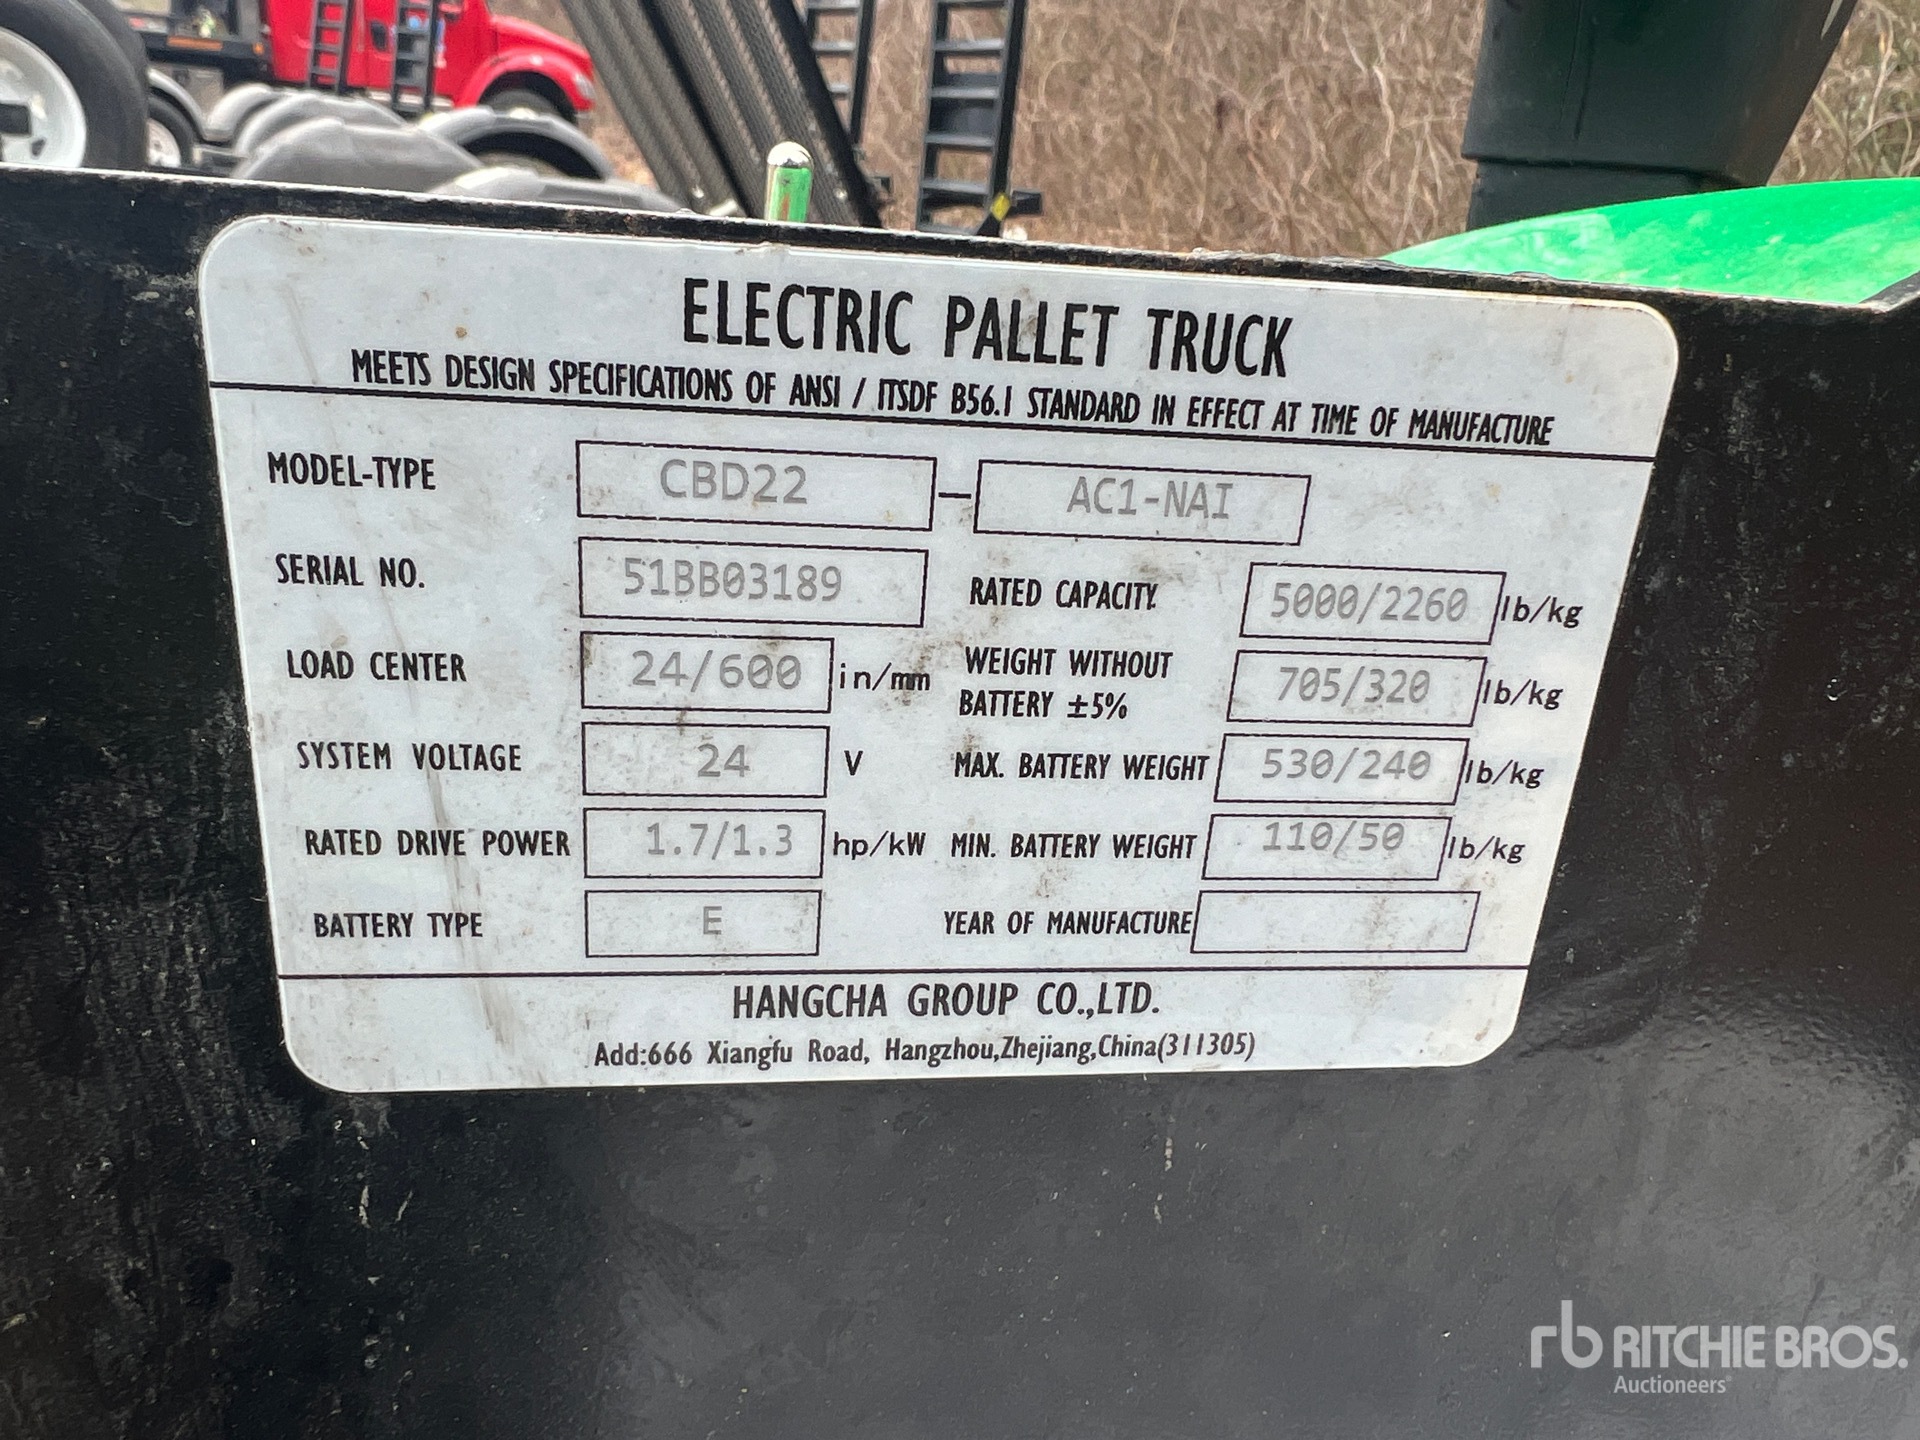 ELECTRIC PALLET TRUCK
MEETS DESIGN SPECIFICATIONS OF ANSI / ITSDF B56.1 STANDARD IN EFFECT AT TIME OF MANUFACTURE
MODEL-TYPE CBD22 – AC1-NAI
SERIAL NO. 51BB03189 RATED CAPACITY 5000/2260 lb/kg
LOAD CENTER 24/600 in/mm WEIGHT WITHOUT BATTERY ±5% 705/320 lb/kg
SYSTEM VOLTAGE 24 V MAX. BATTERY WEIGHT 530/240 lb/kg
RATED DRIVE POWER 1.7/1.3 hp/kW MIN. BATTERY WEIGHT 110/50 lb/kg
BATTERY TYPE E YEAR OF MANUFACTURE
HANGCHA GROUP CO.,LTD.
Add:666 Xiangfu Road, Hangzhou,Zhejiang,China(311305)
rb RITCHIE BROS.
Auctioneers